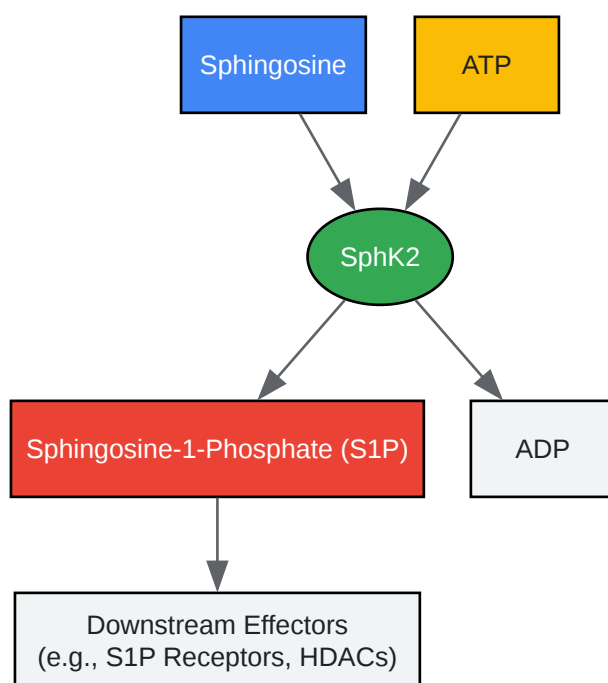 Sphingosine
ATP
SphK2
Sphingosine-1-Phosphate (S1P)
ADP
Downstream Effectors
(e.g., S1P Receptors, HDACs)